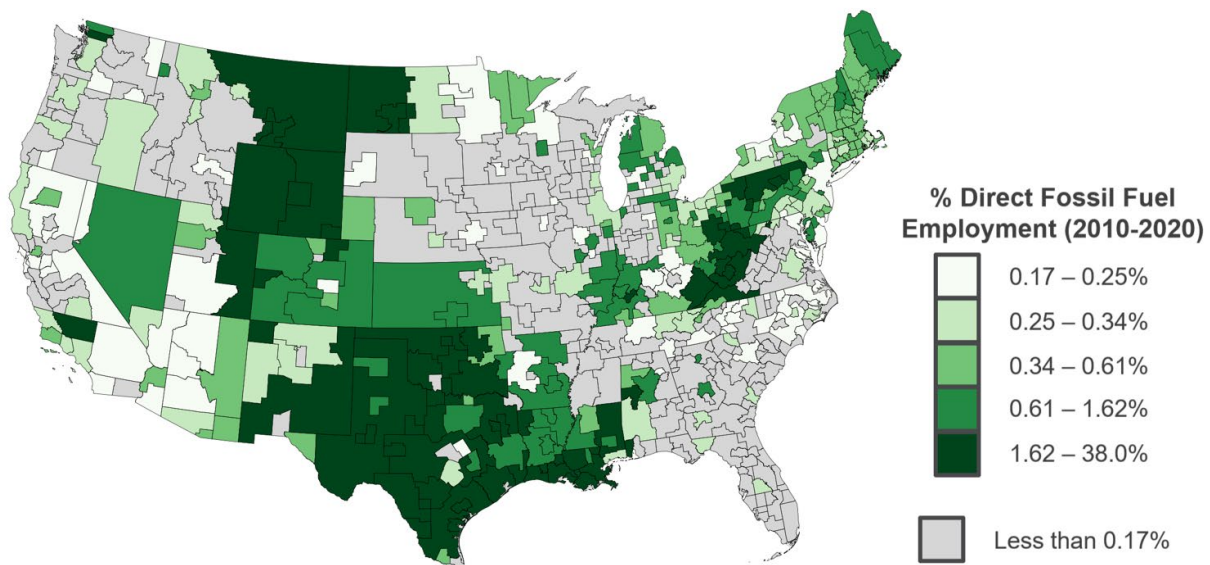 % Direct Fossil Fuel
Employment (2010-2020)
0.17 – 0.25%
0.25 – 0.34%
0.34 – 0.61%
0.61 – 1.62%
1.62 – 38.0%
Less than 0.17%